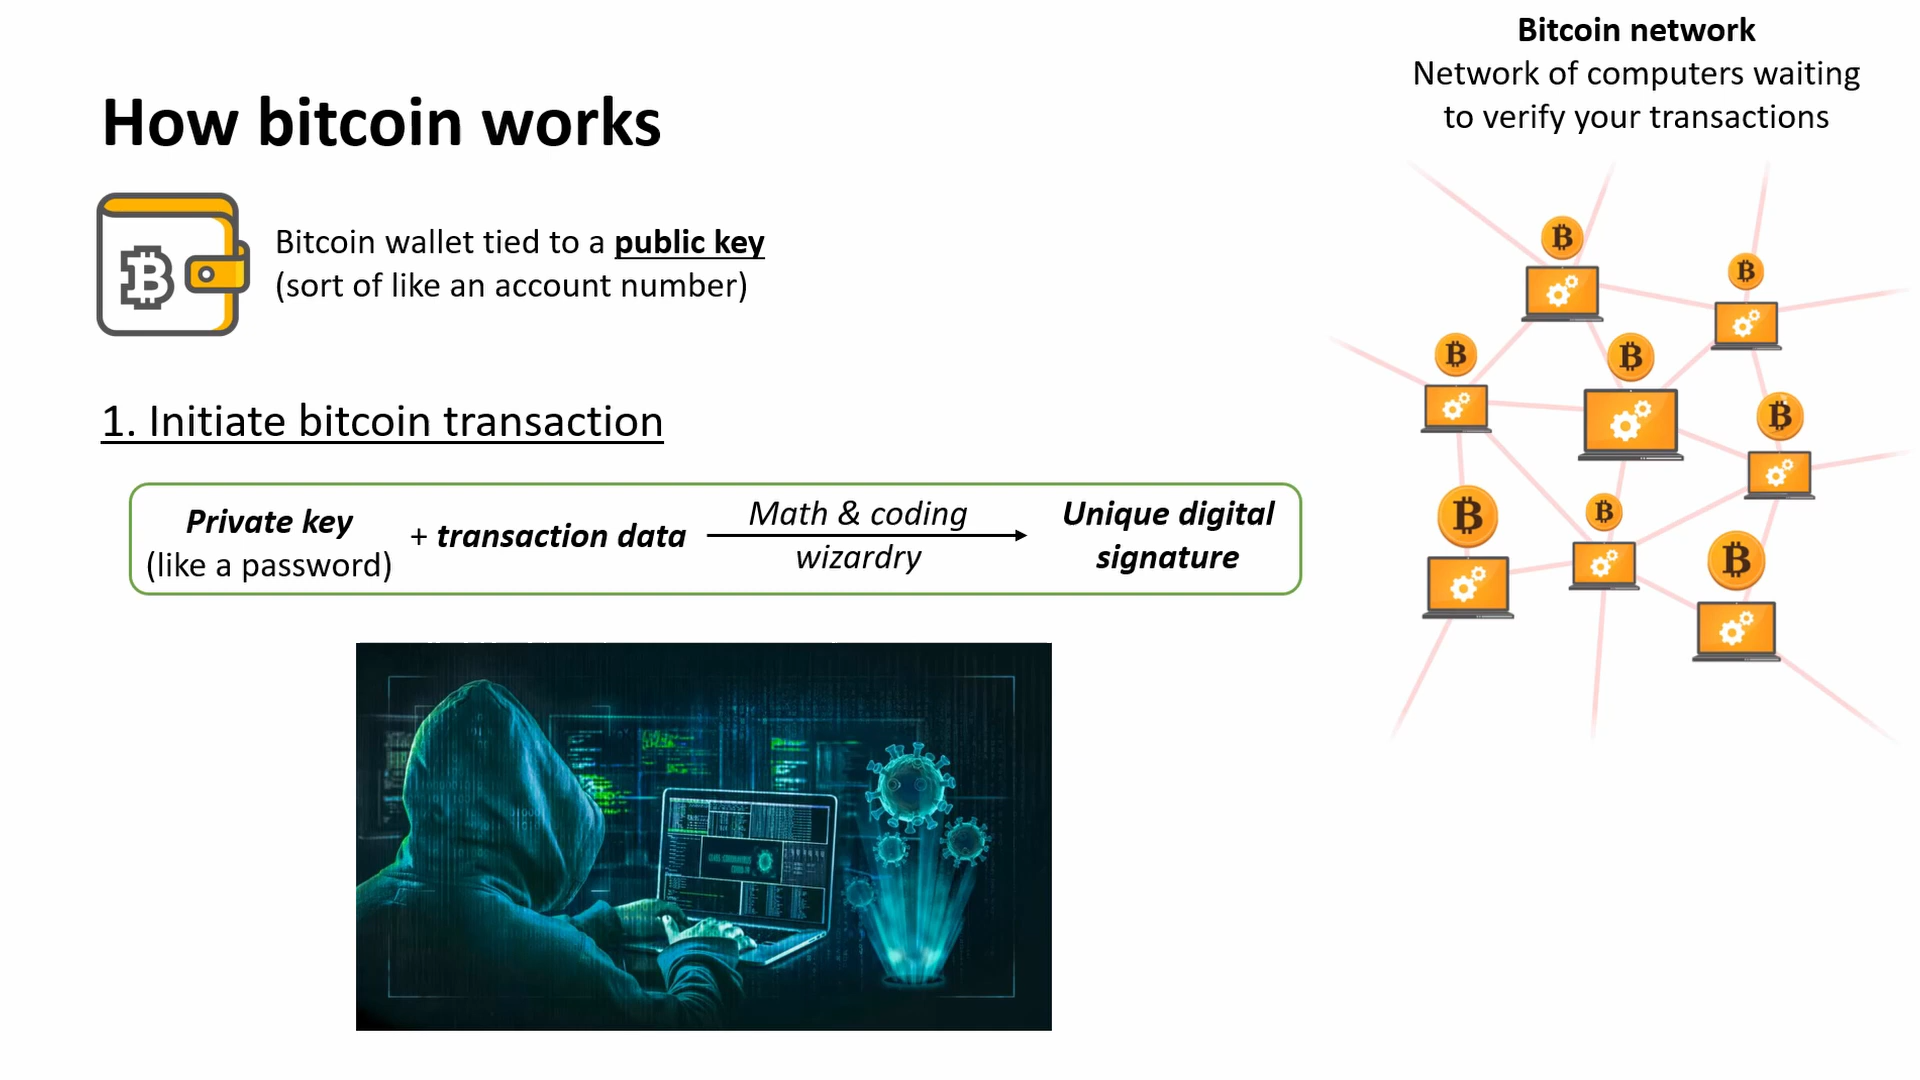 Bitcoin network
Network of computers waiting
to verify your transactions
How bitcoin works
Bitcoin wallet tied to a public key
(sort of like an account number)
1. Initiate bitcoin transaction
Private key
(like a password)
+ transaction data
Math & coding
wizardry
Unique digital
signature